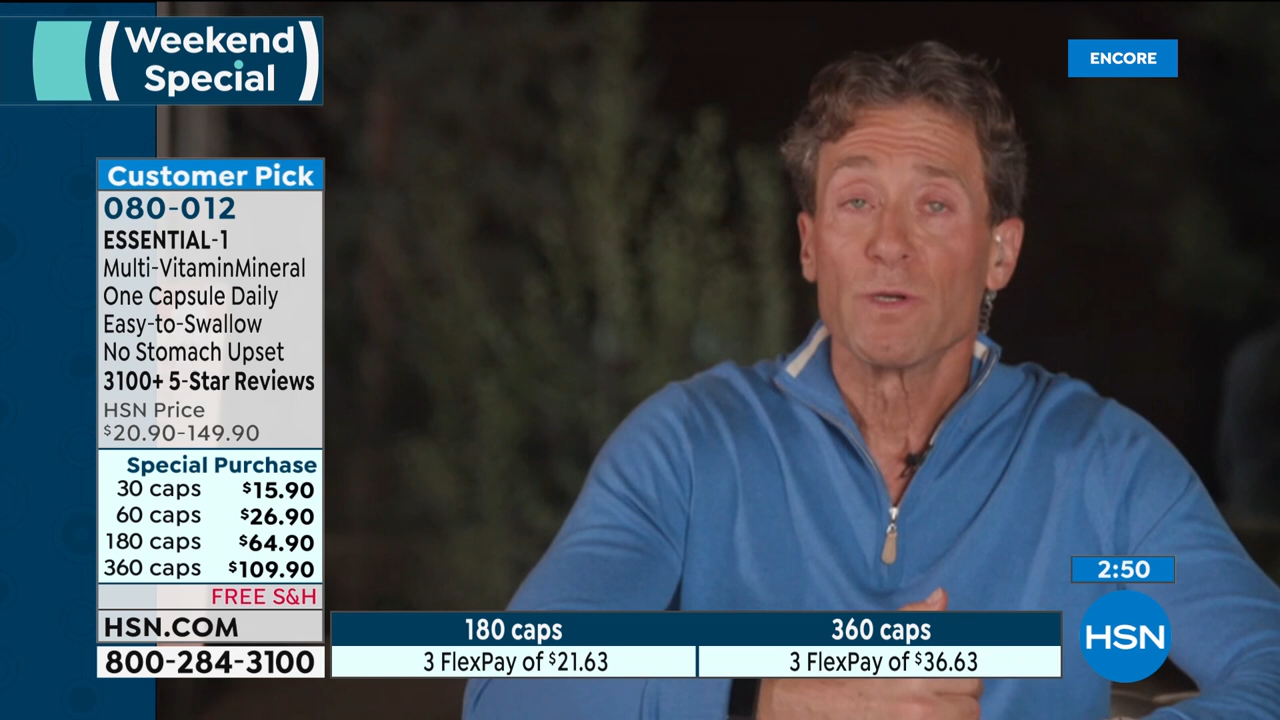 (Weekend
Special)
ENCORE
Customer Pick
080-012
ESSENTIAL-1
Multi-VitaminMineral
One Capsule Daily
Easy-to-Swallow
No Stomach Upset
3100+ 5-Star Reviews
HSN Price
$20.90-149.90
Special Purchase
30 caps $15.90
60 caps $26.90
180 caps $64.90
360 caps $109.90
FREE S&H
HSN.COM
800-284-3100
180 caps 360 caps
3 FlexPay of $21.63 3 FlexPay of $36.63
2:50
HSN